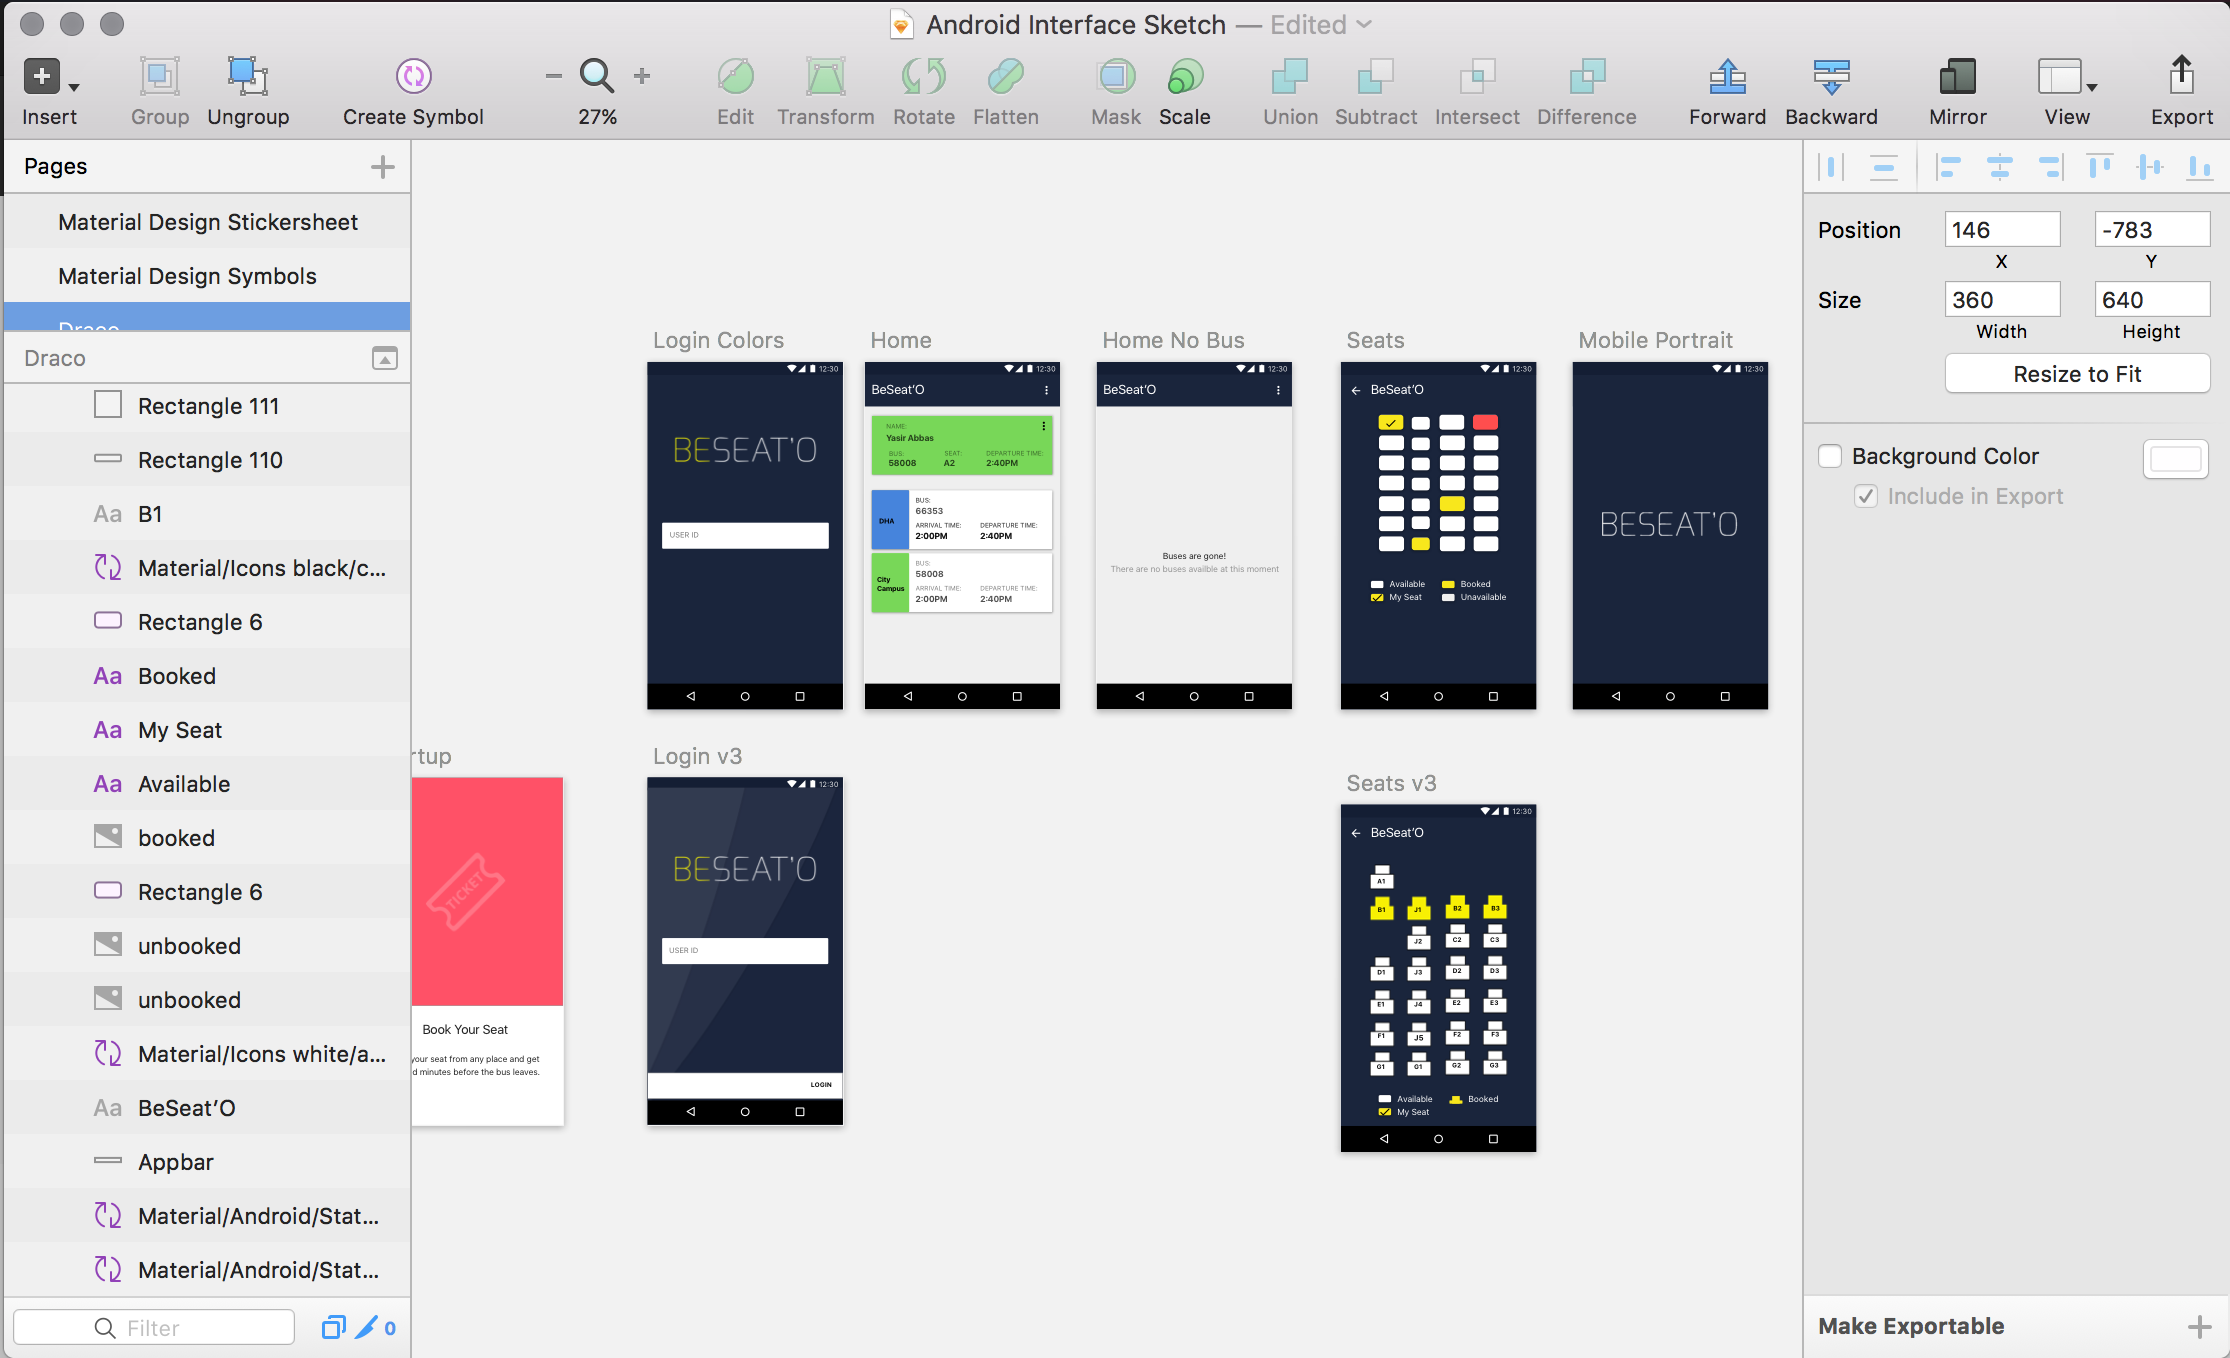 Android Interface Sketch — Edited
Insert
Group
Ungroup
Create Symbol
27%
Edit
Transform
Rotate
Flatten
Mask
Scale
Union
Subtract
Intersect
Difference
Forward
Backward
Mirror
View
Export
Pages
Material Design Stickersheet
Material Design Symbols
Draco
Draco
Rectangle 111
Rectangle 110
Aa B1
Material/Icons black/c...
Rectangle 6
Aa Booked
Aa My Seat
Aa Available
booked
Rectangle 6
unbooked
unbooked
Material/Icons white/a...
Aa BeSeat’O
Appbar
Material/Android/Stat...
Material/Android/Stat...
Filter
0
Login Colors
12:30
BESEAT'O
USER ID
Home
12:30
BeSeat’O
NAME:
Yasir Abbas
BUS: SEAT: DEPARTURE TIME:
58008 A2 2:40PM
DHA
BUS:
66353
ARRIVAL TIME: DEPARTURE TIME:
2:00PM 2:40PM
City
Campus
BUS:
58008
ARRIVAL TIME: DEPARTURE TIME:
2:00PM 2:40PM
Home No Bus
12:30
BeSeat’O
Buses are gone!
There are no buses availble at this moment
Seats
12:30
BeSeat’O
Available Booked
My Seat Unavailable
Mobile Portrait
12:30
BESEAT'O
rtup
TICKET
Book Your Seat
your seat from any place and get
d minutes before the bus leaves.
Login v3
12:30
BESEAT'O
USER ID
LOGIN
Seats v3
12:30
BeSeat’O
A1
B1 J1 B2 B3
J2 C2 C3
D1 J3 D2 D3
E1 J4 E2 E3
F1 J5 F2 F3
G1 G1 G2 G3
Available Booked
My Seat
Position 146 -783
X Y
Size 360 640
Width Height
Resize to Fit
Background Color
Include in Export
Make Exportable